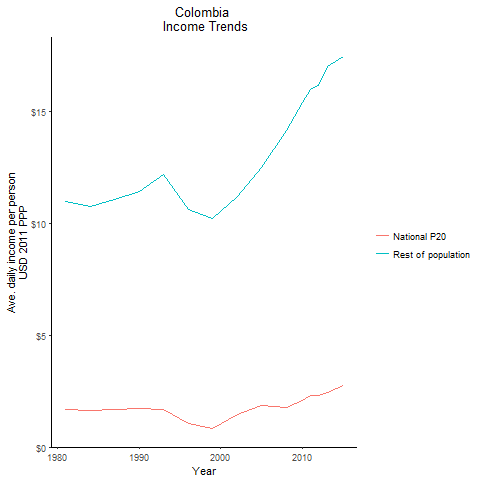 Colombia
Income Trends
Ave. daily income per person
USD 2011 PPP
$15
$10
$5
$0
1980
1990
2000
2010
Year
National P20
Rest of population